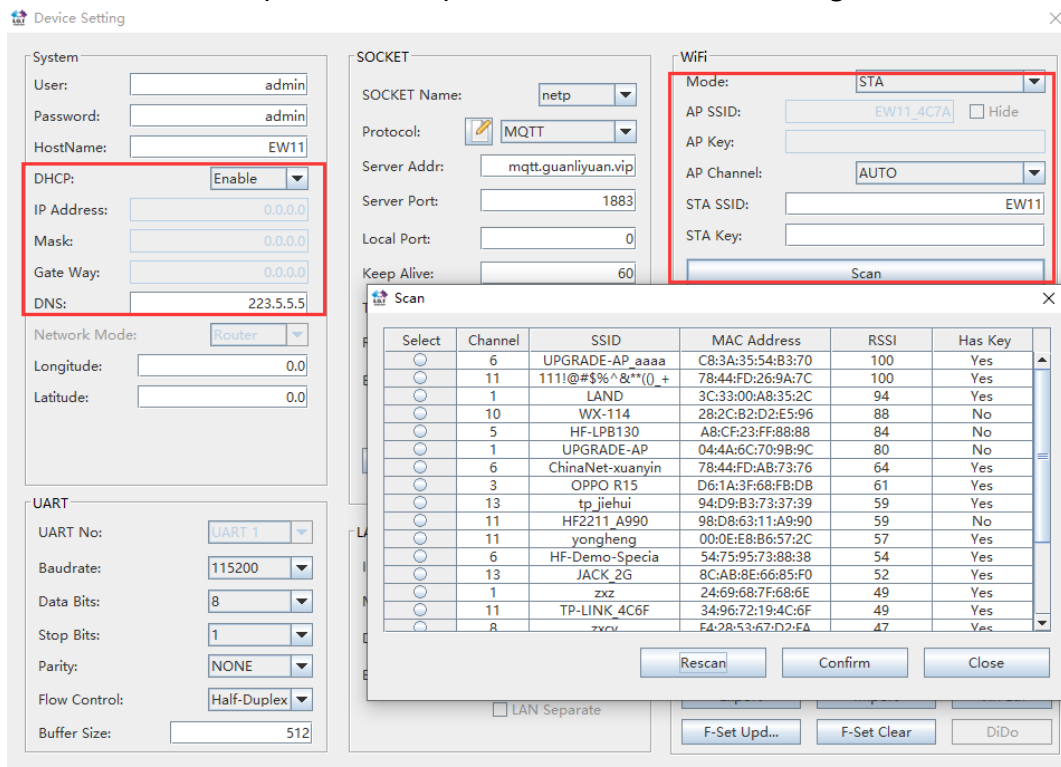 Device Setting
System
User: admin
Password: admin
HostName: EW11
DHCP: Enable
IP Address: 0.0.0.0
Mask: 0.0.0.0
Gate Way: 0.0.0.0
DNS: 223.5.5.5
Network Mode: Router
Longitude: 0.0
Latitude: 0.0
UART
UART No: UART 1
Baudrate: 115200
Data Bits: 8
Stop Bits: 1
Parity: NONE
Flow Control: Half-Duplex
Buffer Size: 512
SOCKET
SOCKET Name: netp
Protocol: MQTT
Server Addr: mqtt.guanliyuan.vip
Server Port: 1883
Local Port: 0
Keep Alive: 60
LAN Separate
WiFi
Mode: STA
AP SSID: EW11_4C7A Hide
AP Key:
AP Channel: AUTO
STA SSID: EW11
STA Key:
Scan
Scan
Select Channel SSID MAC Address RSSI Has Key
6 UPGRADE-AP_aaaa C8:3A:35:54:B3:70 100 Yes
11 111!@#$%^&**(()_+ 78:44:FD:26:9A:7C 100 Yes
1 LAND 3C:33:00:A8:35:2C 94 Yes
10 WX-114 28:2C:B2:D2:E5:96 88 No
5 HF-LPB130 A8:CF:23:FF:88:88 84 No
1 UPGRADE-AP 04:4A:6C:70:9B:9C 80 No
6 ChinaNet-xuanyin 78:44:FD:AB:73:76 64 Yes
3 OPPO R15 D6:1A:3F:68:FB:DB 61 Yes
13 tp_jiehui 94:D9:B3:73:37:39 59 Yes
11 HF2211_A990 98:D8:63:11:A9:90 59 No
11 yongheng 00:0E:E8:B6:57:2C 57 Yes
6 HF-Demo-Specia 54:75:95:73:88:38 54 Yes
13 JACK_2G 8C:AB:8E:66:85:F0 52 Yes
1 zxz 24:69:68:7F:68:6E 49 Yes
11 TP-LINK_4C6F 34:96:72:19:4C:6F 49 Yes
8 zxcv F4:28:53:67:D2:FA 47 Yes
Rescan Confirm Close
F-Set Upd... F-Set Clear DiDo